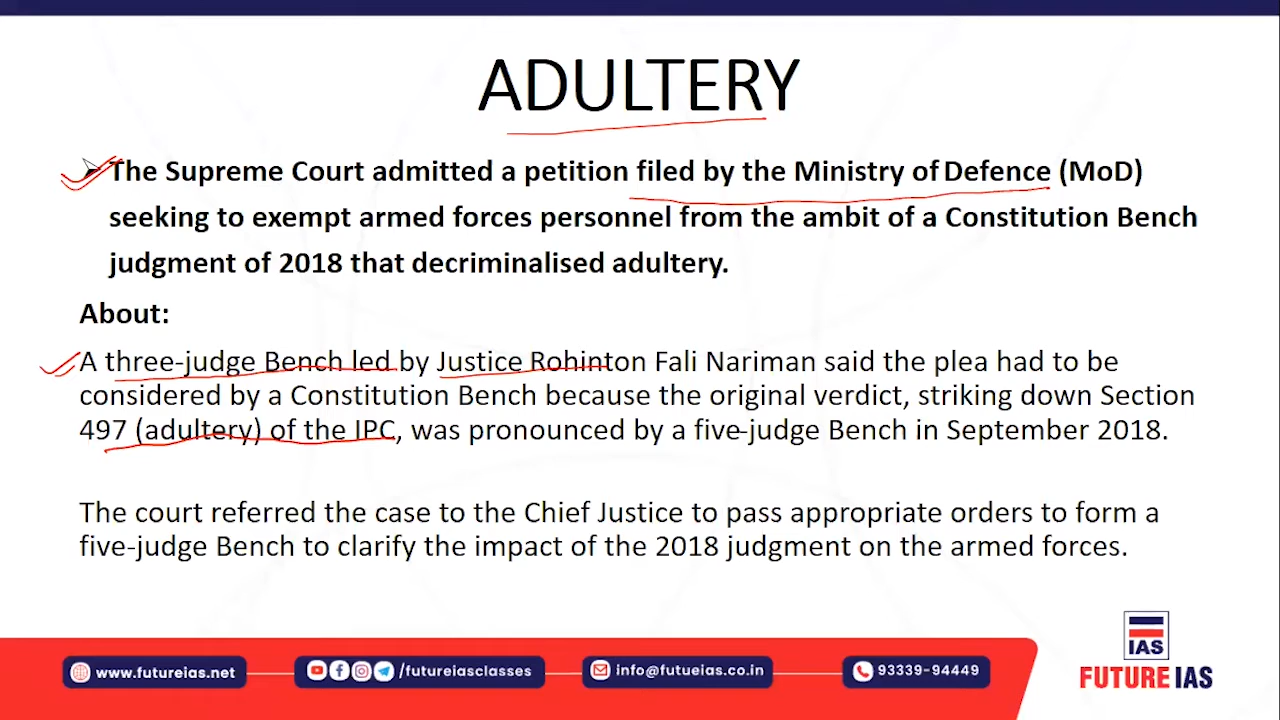 ADULTERY
The Supreme Court admitted a petition filed by the Ministry of Defence (MoD)
seeking to exempt armed forces personnel from the ambit of a Constitution Bench
judgment of 2018 that decriminalised adultery.
About:
A three-judge Bench led by Justice Rohinton Fali Nariman said the plea had to be
considered by a Constitution Bench because the original verdict, striking down Section
497 (adultery) of the IPC, was pronounced by a five-judge Bench in September 2018.
The court referred the case to the Chief Justice to pass appropriate orders to form a
five-judge Bench to clarify the impact of the 2018 judgment on the armed forces.
IAS
FUTURE IAS
www.futureias.net
/futureiasclasses
info@futueias.co.in
93339-94449